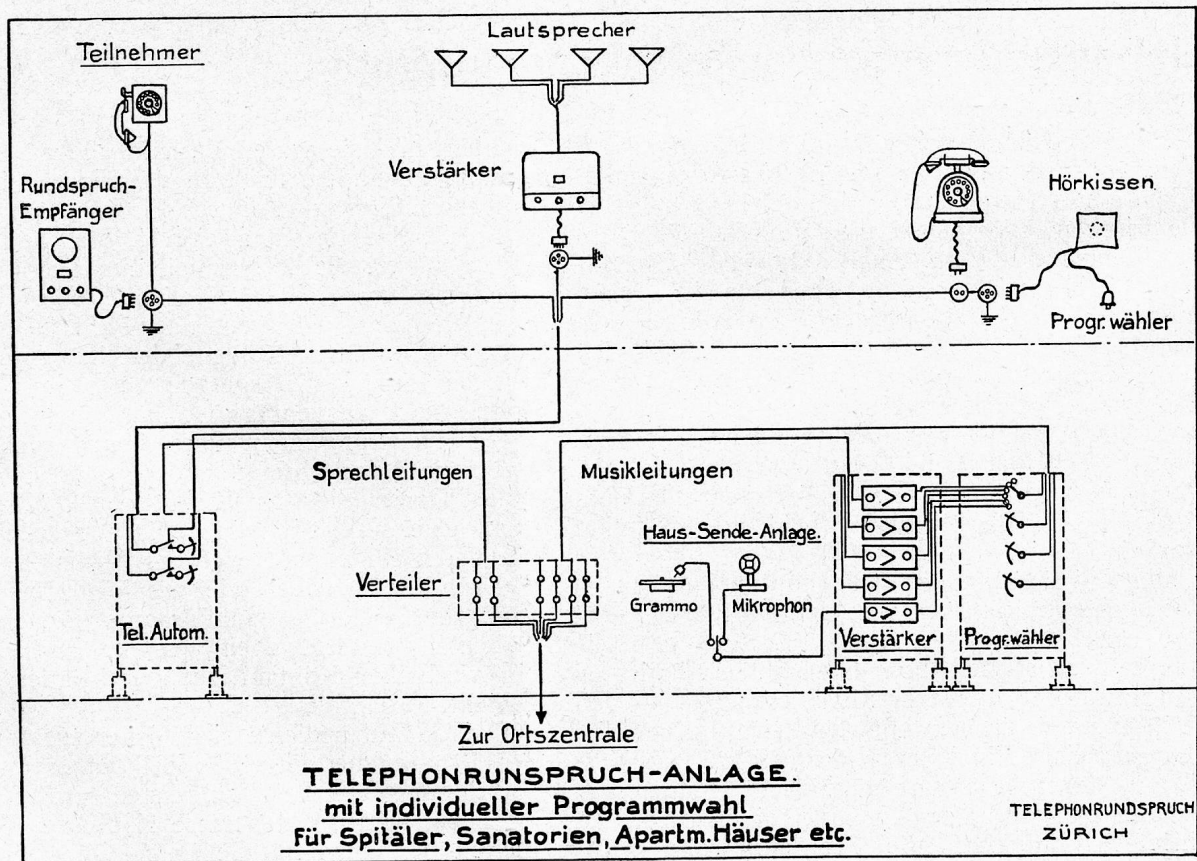 Teilnehmer
Lautsprecher
Verstärker
Rundspruch-
Empfänger
Hörkissen
Progr.wähler
Sprechleitungen
Musikleitungen
Haus-Sende-Anlage.
Grammo
Mikrophon
Verteiler
Tel.Autom.
Verstärker
Progr.wähler
Zur Ortszentrale
TELEPHONRUNSPRUCH-ANLAGE.
mit individueller Programmwahl
für Spitäler, Sanatorien, Apartm.Häuser etc.
TELEPHONRUNDSPRUCH
ZÜRICH